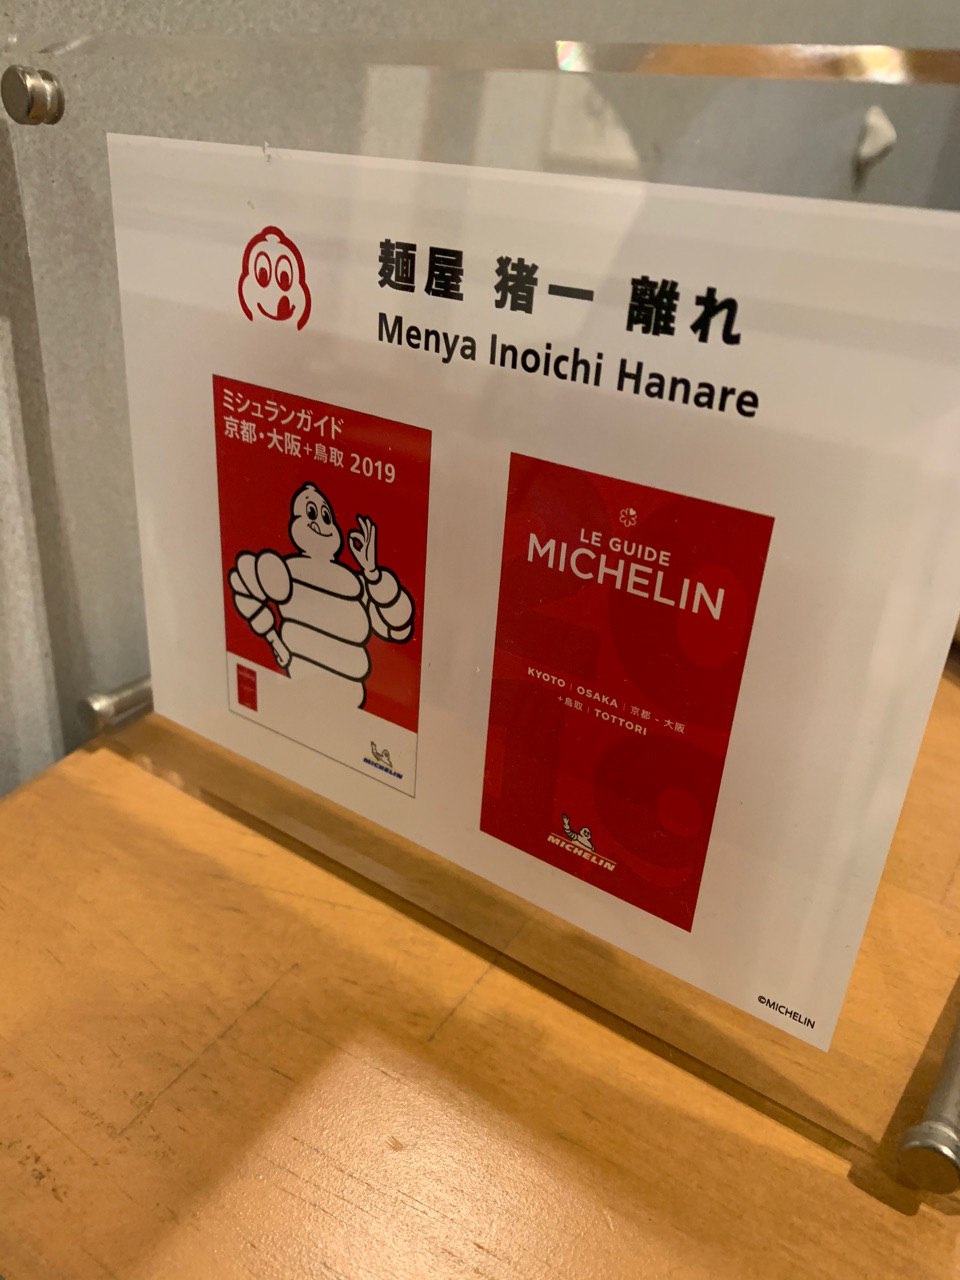 麺屋 猪一 離れ
Menya Inoichi Hanare
ミシュランガイド
京都・大阪+鳥取 2019
MICHELIN
LE GUIDE
MICHELIN
KYOTO | OSAKA | 京都 - 大阪
+鳥取 | TOTTORI
2019
MICHELIN
©MICHELIN